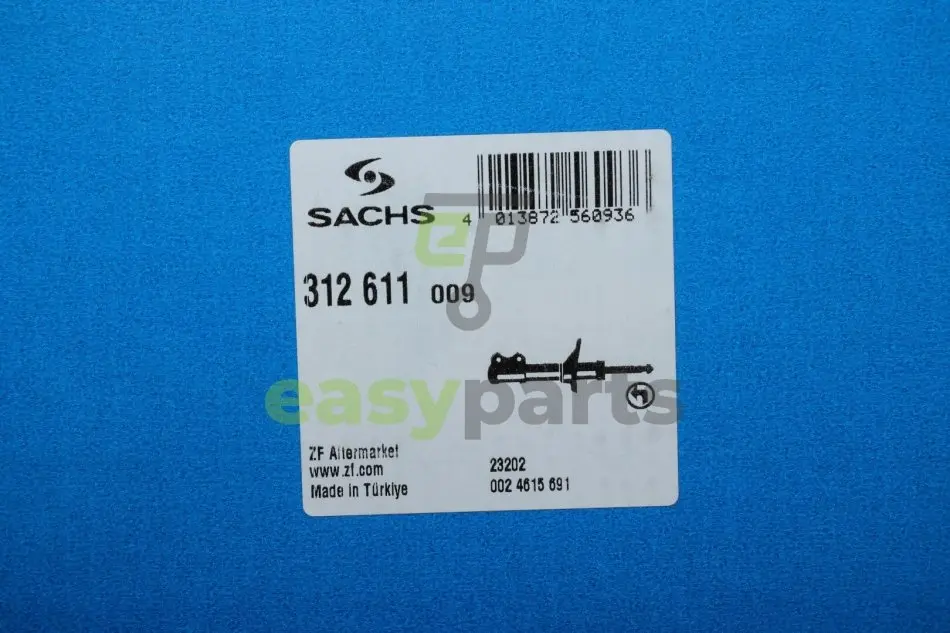 SACHS
4 013872 560936
312 611 009
ep
easyparts
ZF Aftermarket
www.zf.com
Made in Türkiye
23202
002 4615 691